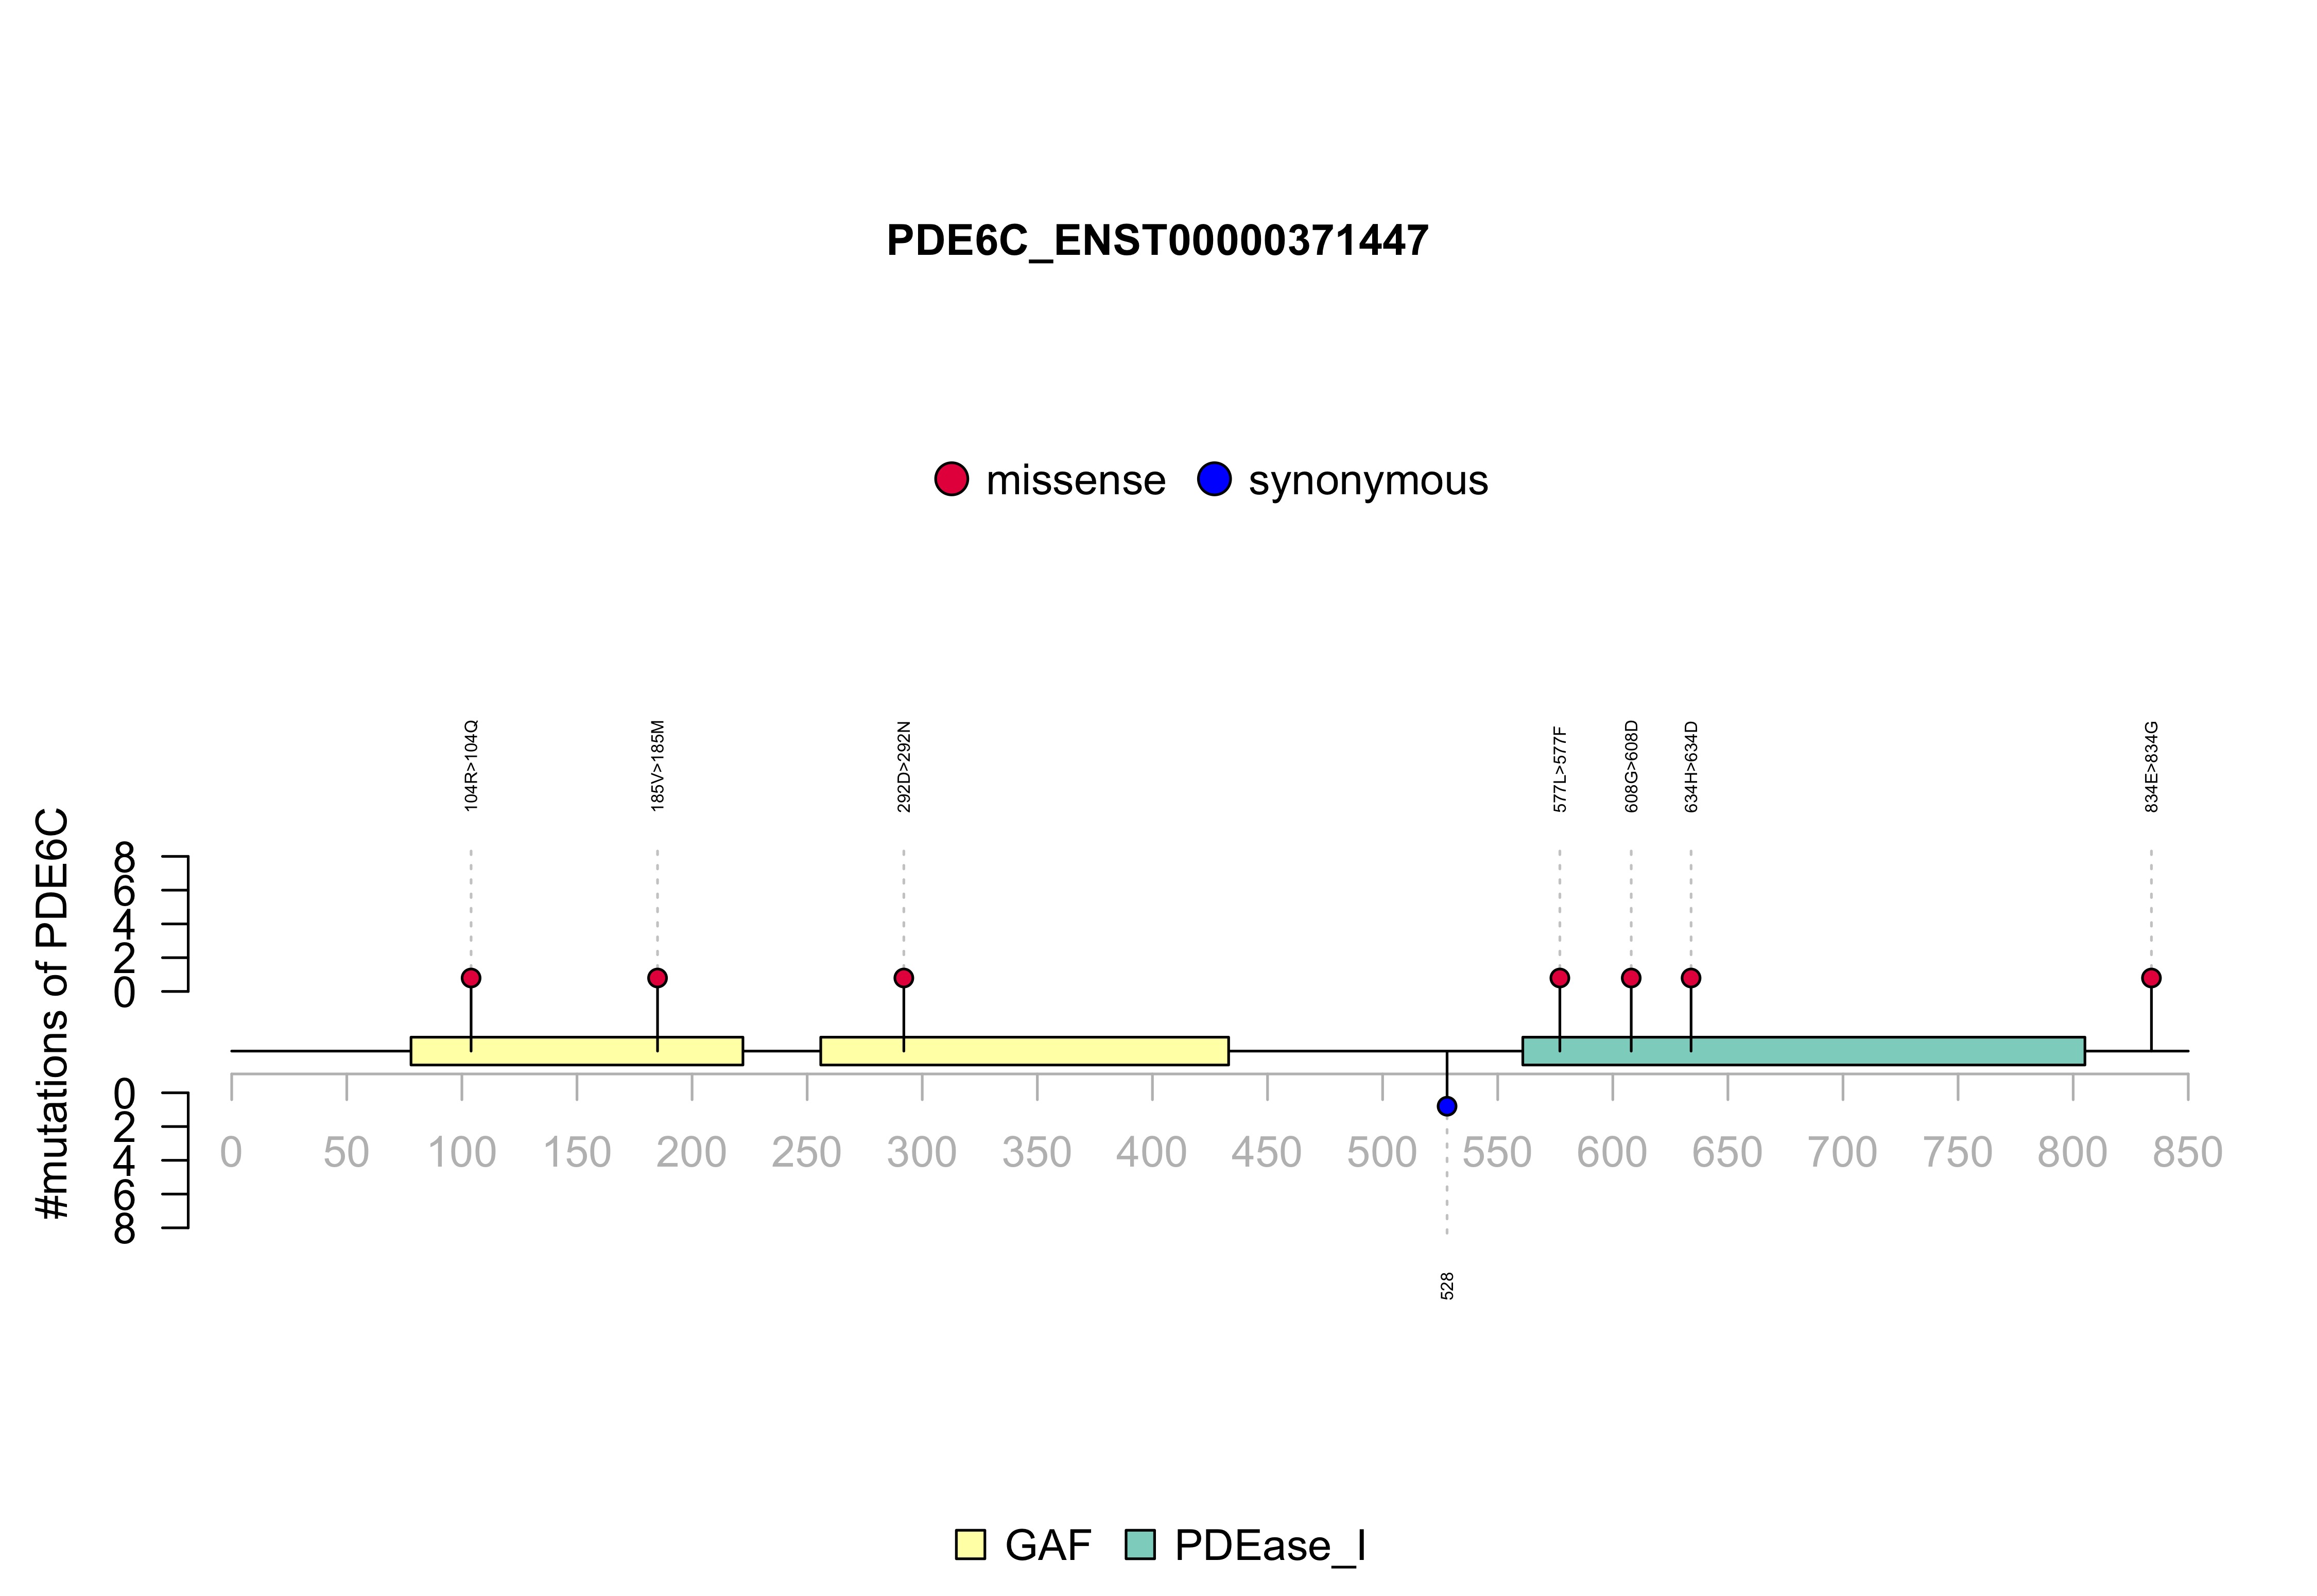 PDE6C_ENST00000371447
missense synonymous
104R>104Q
185V>185M
292D>292N
577L>577F
608G>608D
634H>634D
834E>834G
#mutations of PDE6C
8
6
4
2
0
0
2
4
6
8
0 50 100 150 200 250 300 350 400 450 500 550 600 650 700 750 800 850
528
GAF PDEase_I